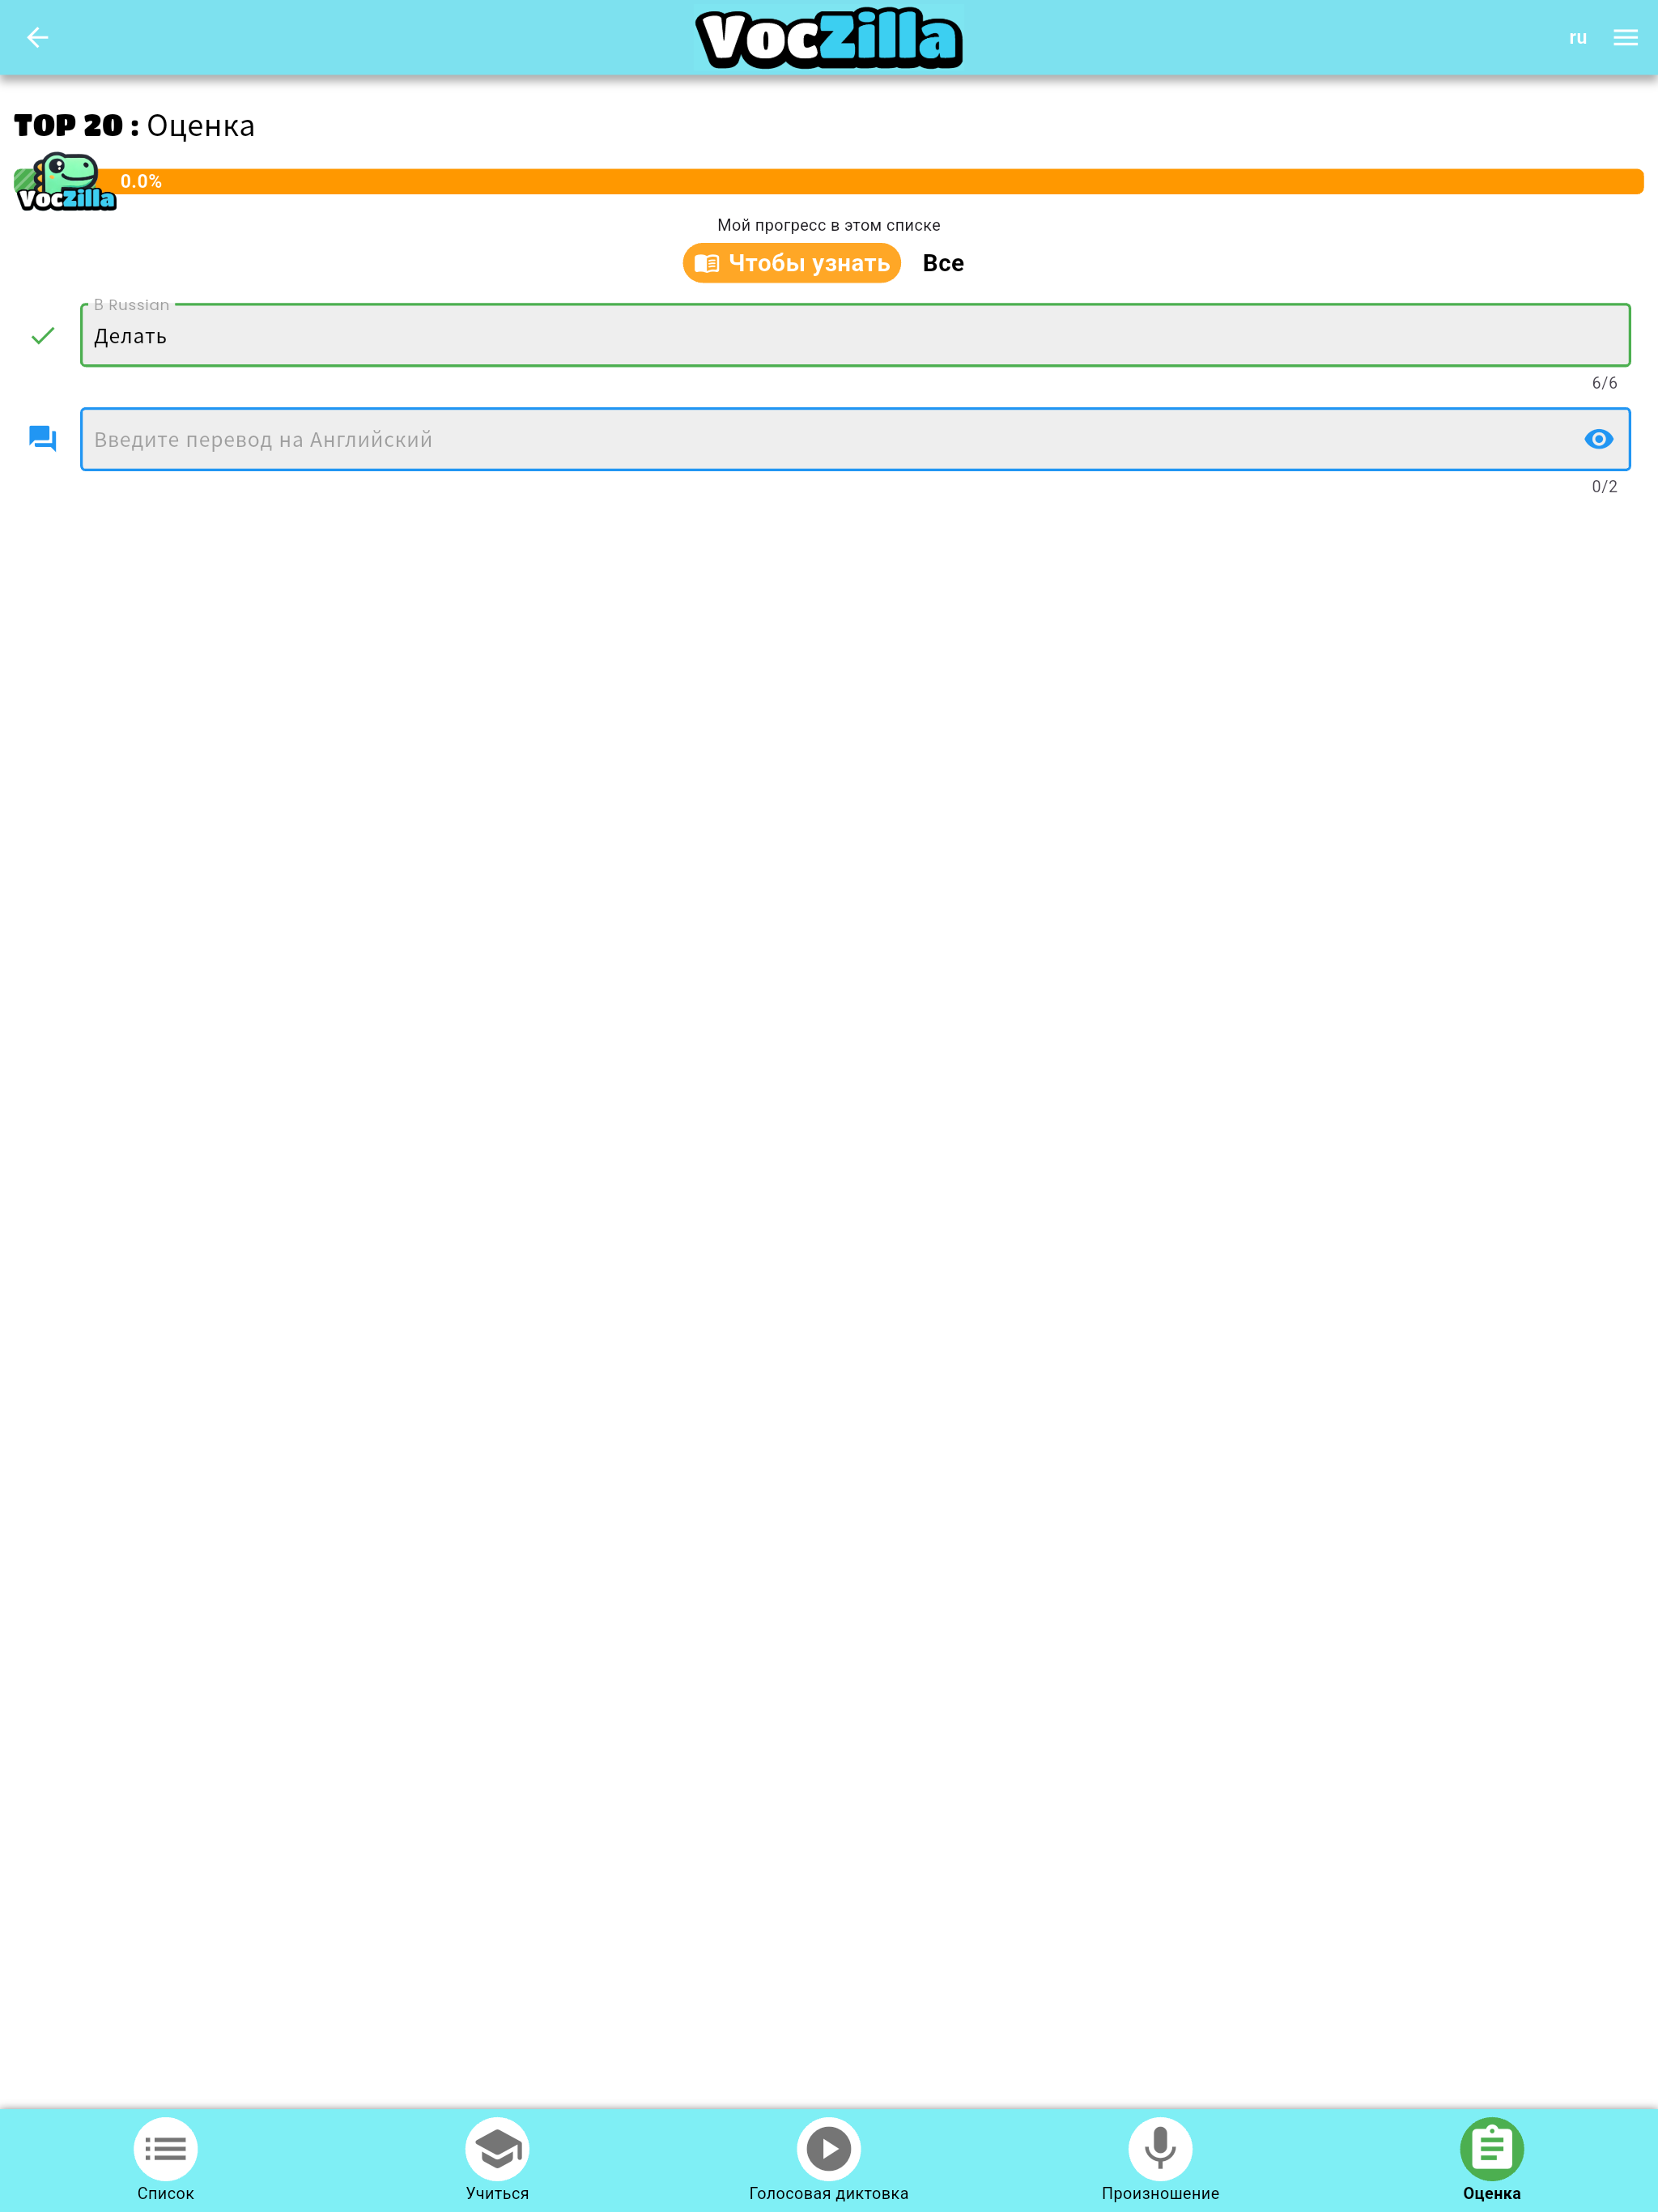 VocZilla
ru
TOP 20 : Оценка
VocZilla
0.0%
Мой прогресс в этом списке
Чтобы узнать
Все
В Russian
Делать
6/6
Введите перевод на Английский
0/2
Список
Учиться
Голосовая диктовка
Произношение
Оценка